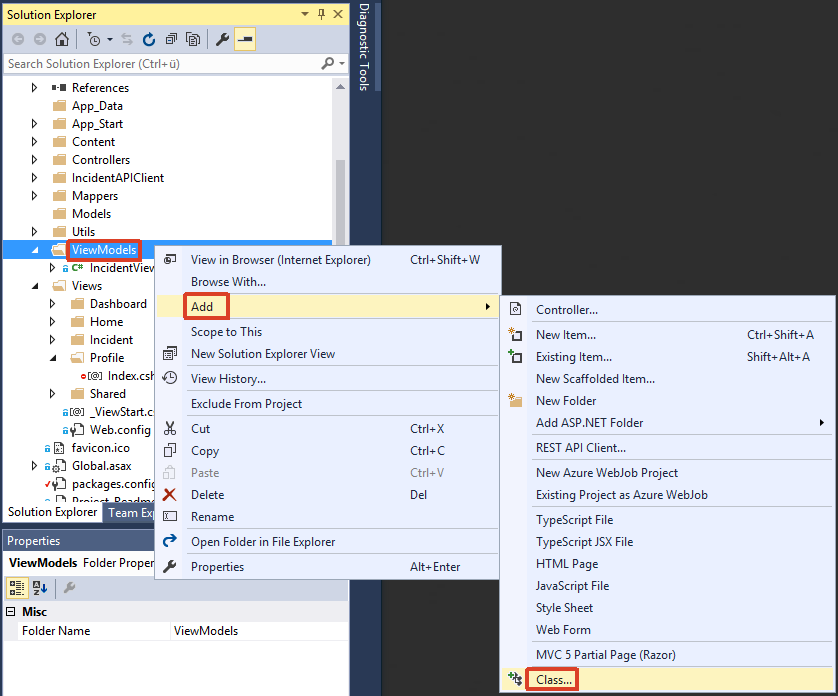 Solution Explorer
Diagnostic Tools
Search Solution Explorer (Ctrl+ü)
References
App_Data
App_Start
Content
Controllers
IncidentAPIClient
Mappers
Models
Utils
ViewModels
C# IncidentView
Views
Dashboard
Home
Incident
Profile
[@] Index.csh
Shared
[@] _ViewStart.c
Web.config
favicon.ico
Global.asax
packages.config
Project_Readme
Solution Explorer
Team Exp
Properties
ViewModels Folder Proper
Misc
Folder Name ViewModels
View in Browser (Internet Explorer) Ctrl+Shift+W
Browse With...
Add
Scope to This
New Solution Explorer View
View History...
Exclude From Project
Cut Ctrl+X
Copy Ctrl+C
Paste Ctrl+V
Delete Del
Rename
Open Folder in File Explorer
Properties Alt+Enter
Controller...
New Item... Ctrl+Shift+A
Existing Item... Shift+Alt+A
New Scaffolded Item...
New Folder
Add ASP.NET Folder
REST API Client...
New Azure WebJob Project
Existing Project as Azure WebJob
TypeScript File
TypeScript JSX File
HTML Page
JavaScript File
Style Sheet
Web Form
MVC 5 Partial Page (Razor)
Class...